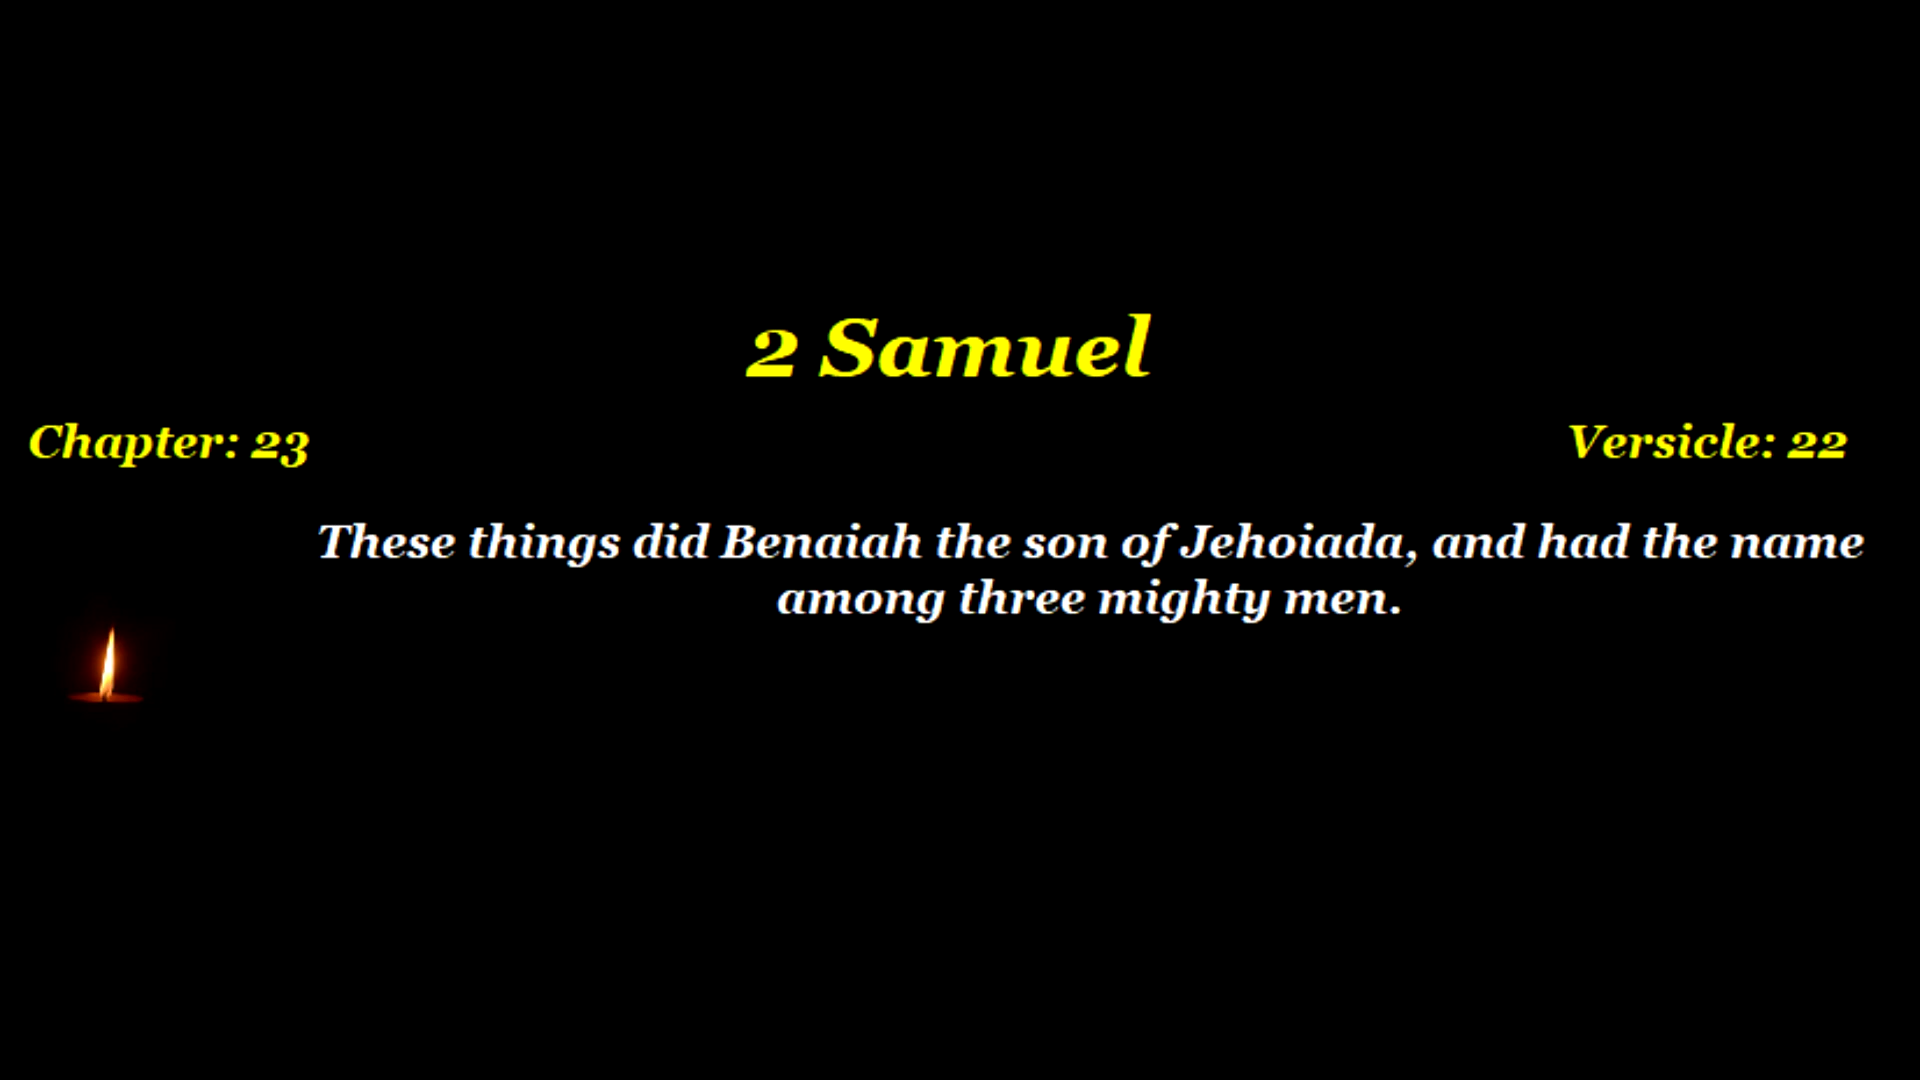 2 Samuel
Chapter: 23
Versicle: 22
These things did Benaiah the son of Jehoiada, and had the name
among three mighty men.